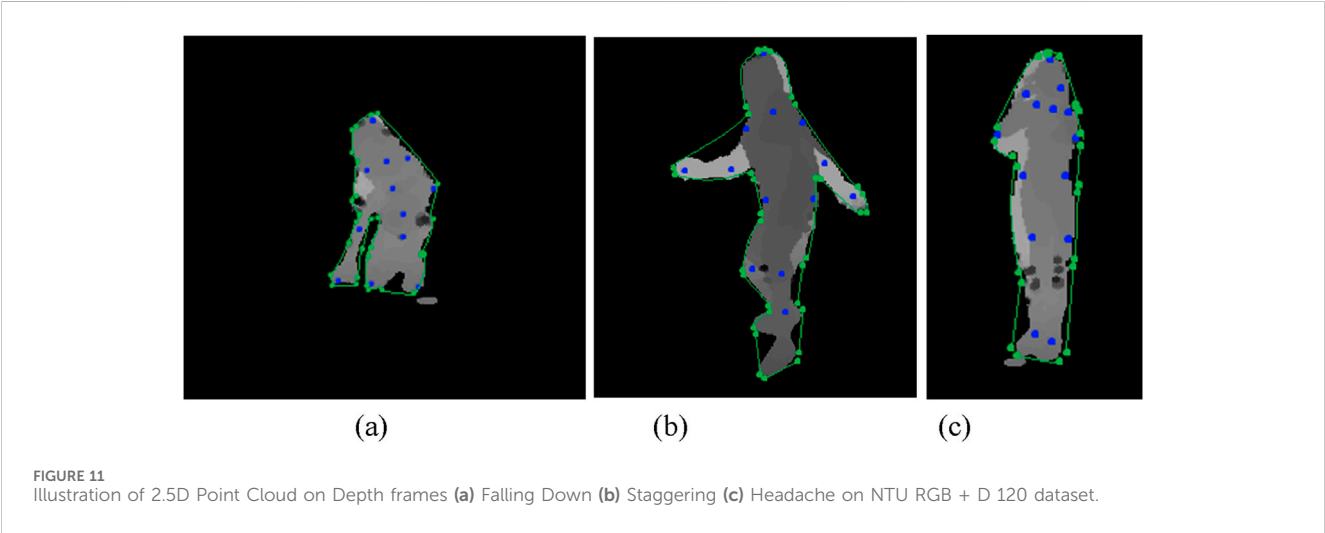 (a) (b) (c)
FIGURE 11
Illustration of 2.5D Point Cloud on Depth frames (a) Falling Down (b) Staggering (c) Headache on NTU RGB + D 120 dataset.